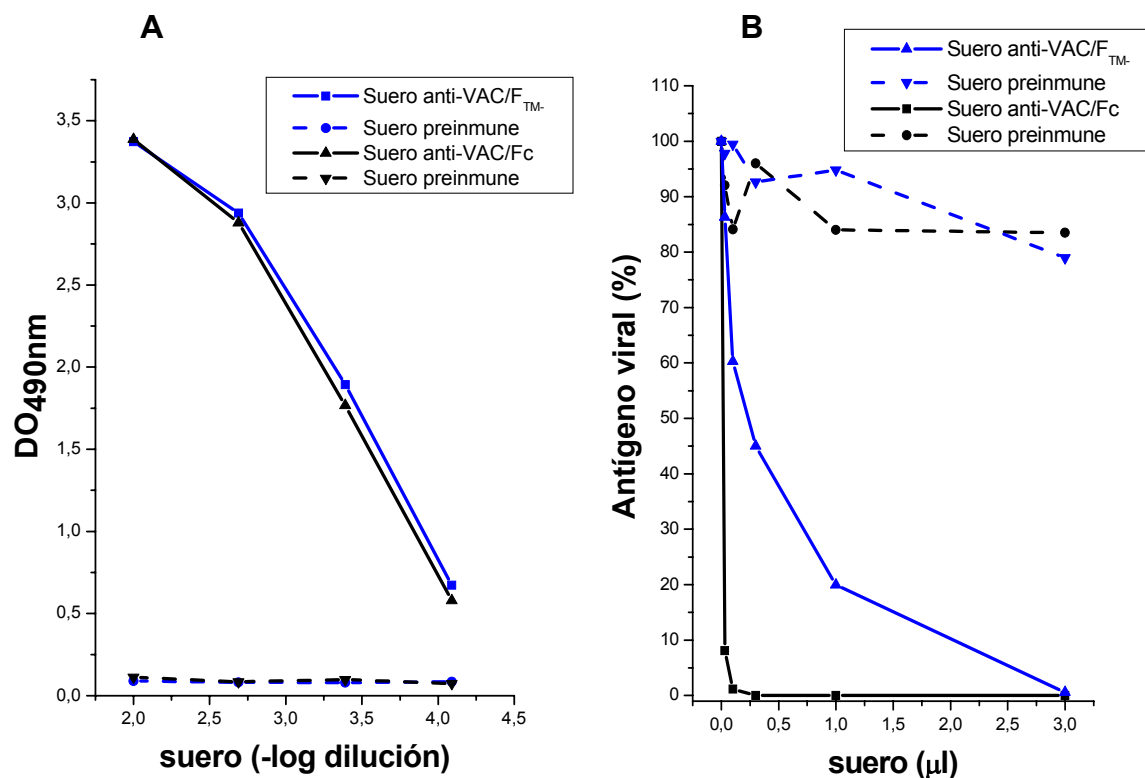 A
Suero anti-VAC/F_TM-
Suero preinmune
Suero anti-VAC/Fc
Suero preinmune
3,5
3,0
2,5
2,0
1,5
1,0
0,5
0,0
DO490nm
2,0 2,5 3,0 3,5 4,0 4,5
suero (-log dilución)
B
Suero anti-VAC/F_TM-
Suero preinmune
Suero anti-VAC/Fc
Suero preinmune
110
100
90
80
70
60
50
40
30
20
10
0
Antígeno viral (%)
0,0 0,5 1,0 1,5 2,0 2,5 3,0
suero (μl)